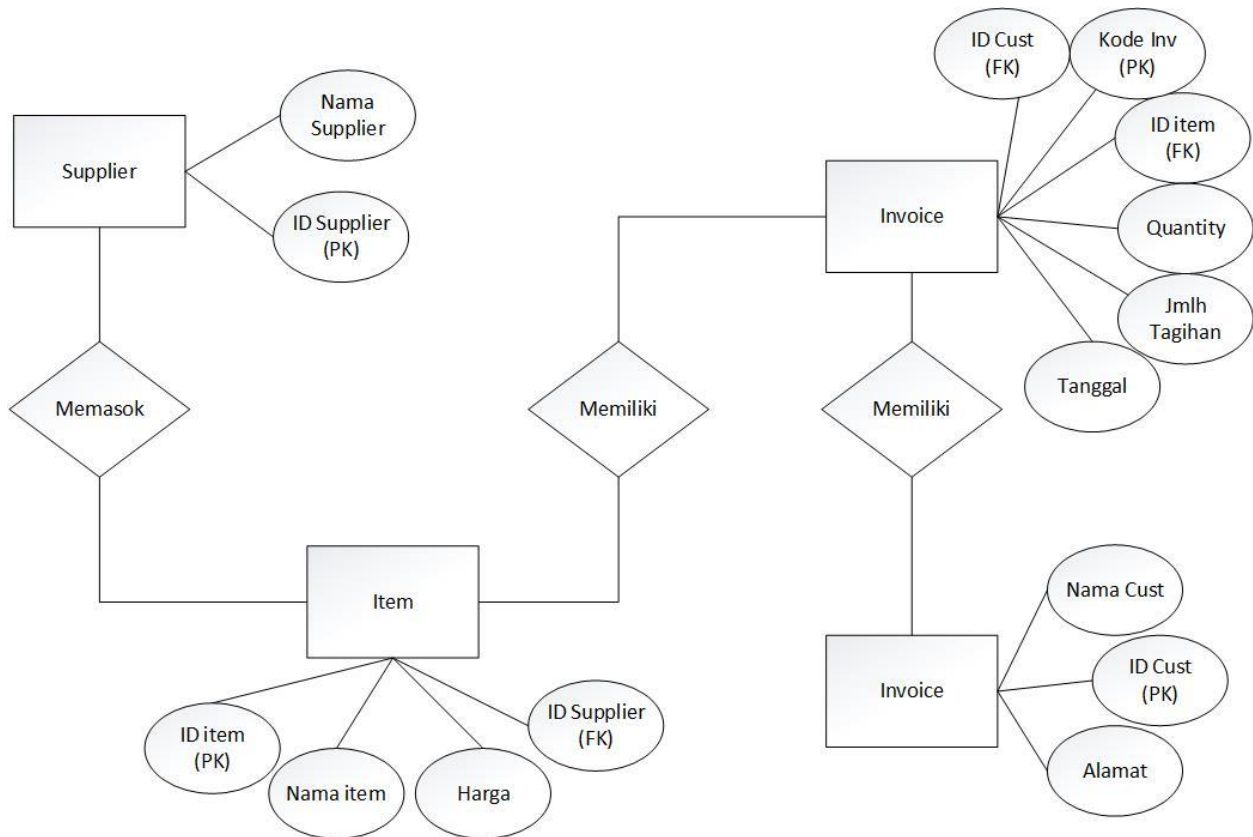 ID Cust
(FK)
Kode Inv
(PK)
Nama
Supplier
ID item
(FK)
Supplier
Invoice
ID Supplier
(PK)
Quantity
Jmlh
Tagihan
Tanggal
Memasok
Memiliki
Memiliki
Item
Nama Cust
Invoice
ID Cust
(PK)
ID item
(PK)
Nama item
Harga
ID Supplier
(FK)
Alamat